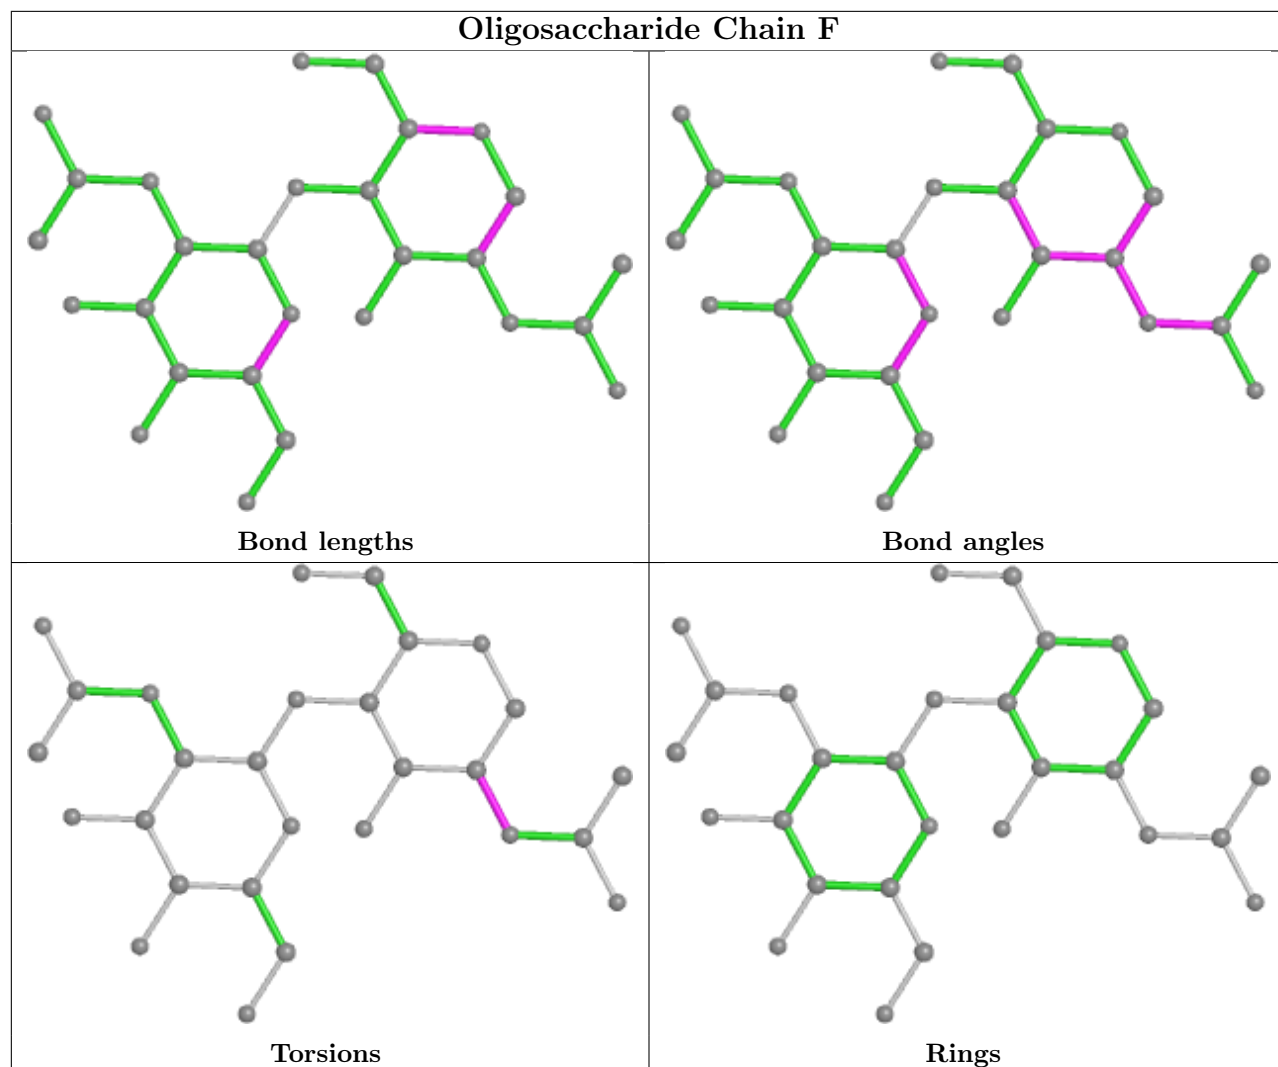 Oligosaccharide Chain F
Bond lengths
Bond angles
Torsions
Rings